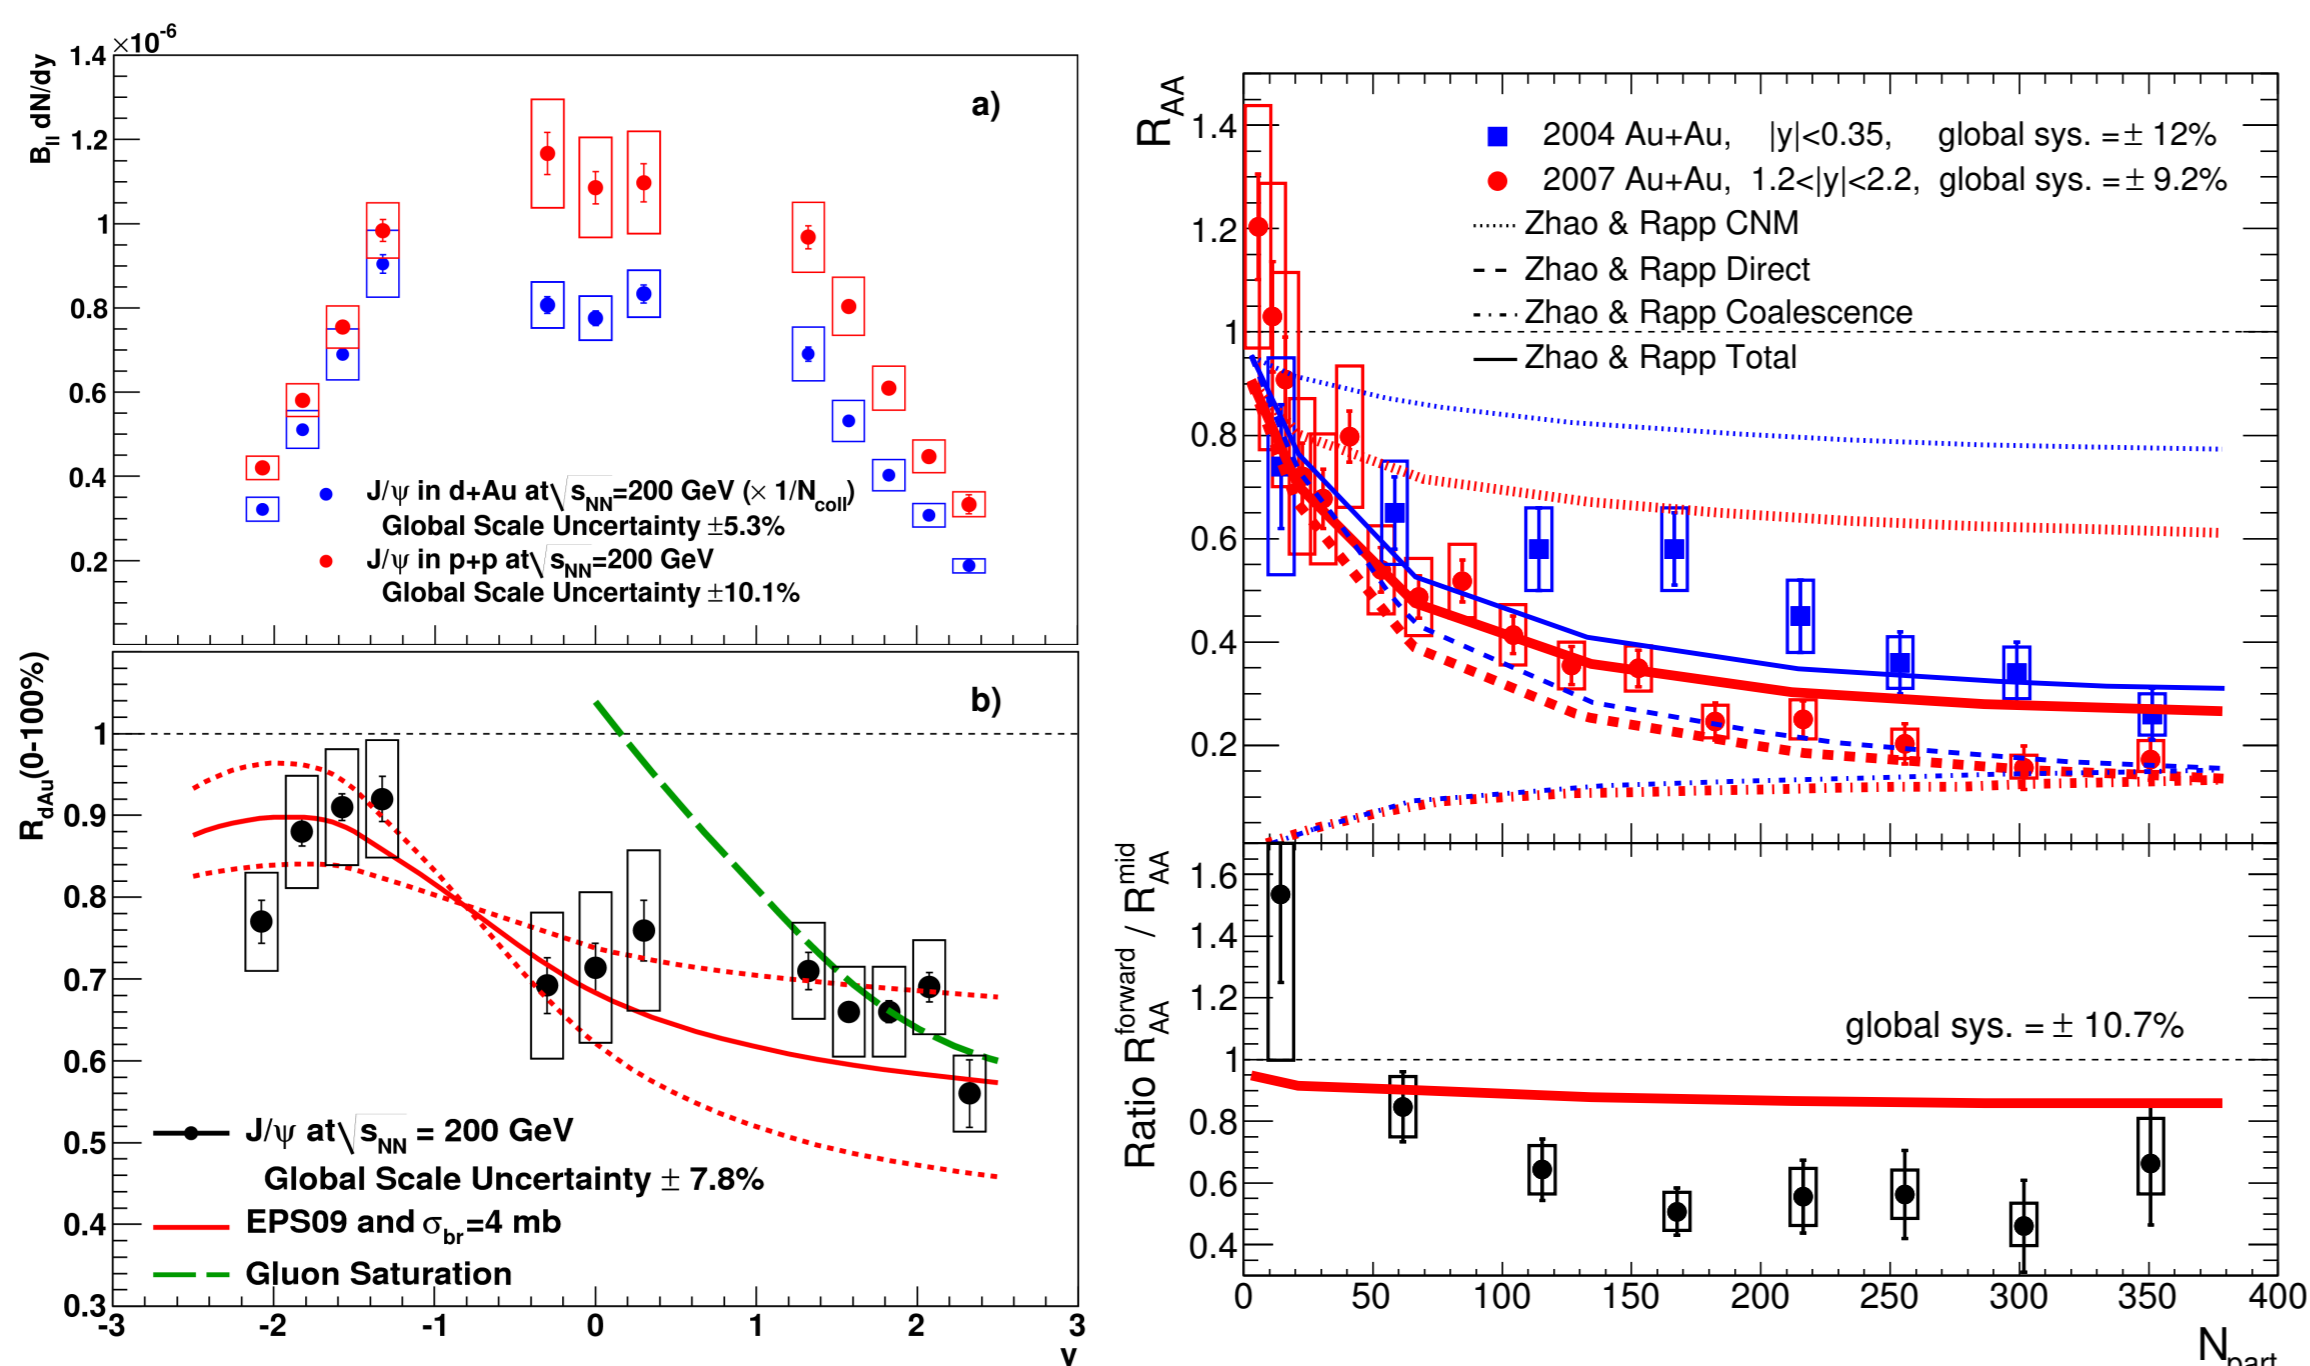 ×10⁻⁶
B_ll dN/dy
1.4
1.2
1
0.8
0.6
0.4
0.2
a)
J/ψ in d+Au at √s_NN=200 GeV (× 1/N_coll)
Global Scale Uncertainty ±5.3%
J/ψ in p+p at √s_NN=200 GeV
Global Scale Uncertainty ±10.1%
R_dAu(0-100%)
1
0.9
0.8
0.7
0.6
0.5
0.4
0.3
b)
J/ψ at √s_NN = 200 GeV
Global Scale Uncertainty ± 7.8%
EPS09 and σ_br=4 mb
Gluon Saturation
-3 -2 -1 0 1 2 3
y
R_AA
1.4
1.2
1
0.8
0.6
0.4
0.2
2004 Au+Au, |y|<0.35, global sys. = ± 12%
2007 Au+Au, 1.2<|y|<2.2, global sys. = ± 9.2%
Zhao & Rapp CNM
Zhao & Rapp Direct
Zhao & Rapp Coalescence
Zhao & Rapp Total
Ratio R_AA^forward / R_AA^mid
1.6
1.4
1.2
1
0.8
0.6
0.4
global sys. = ± 10.7%
0 50 100 150 200 250 300 350 400
N_part